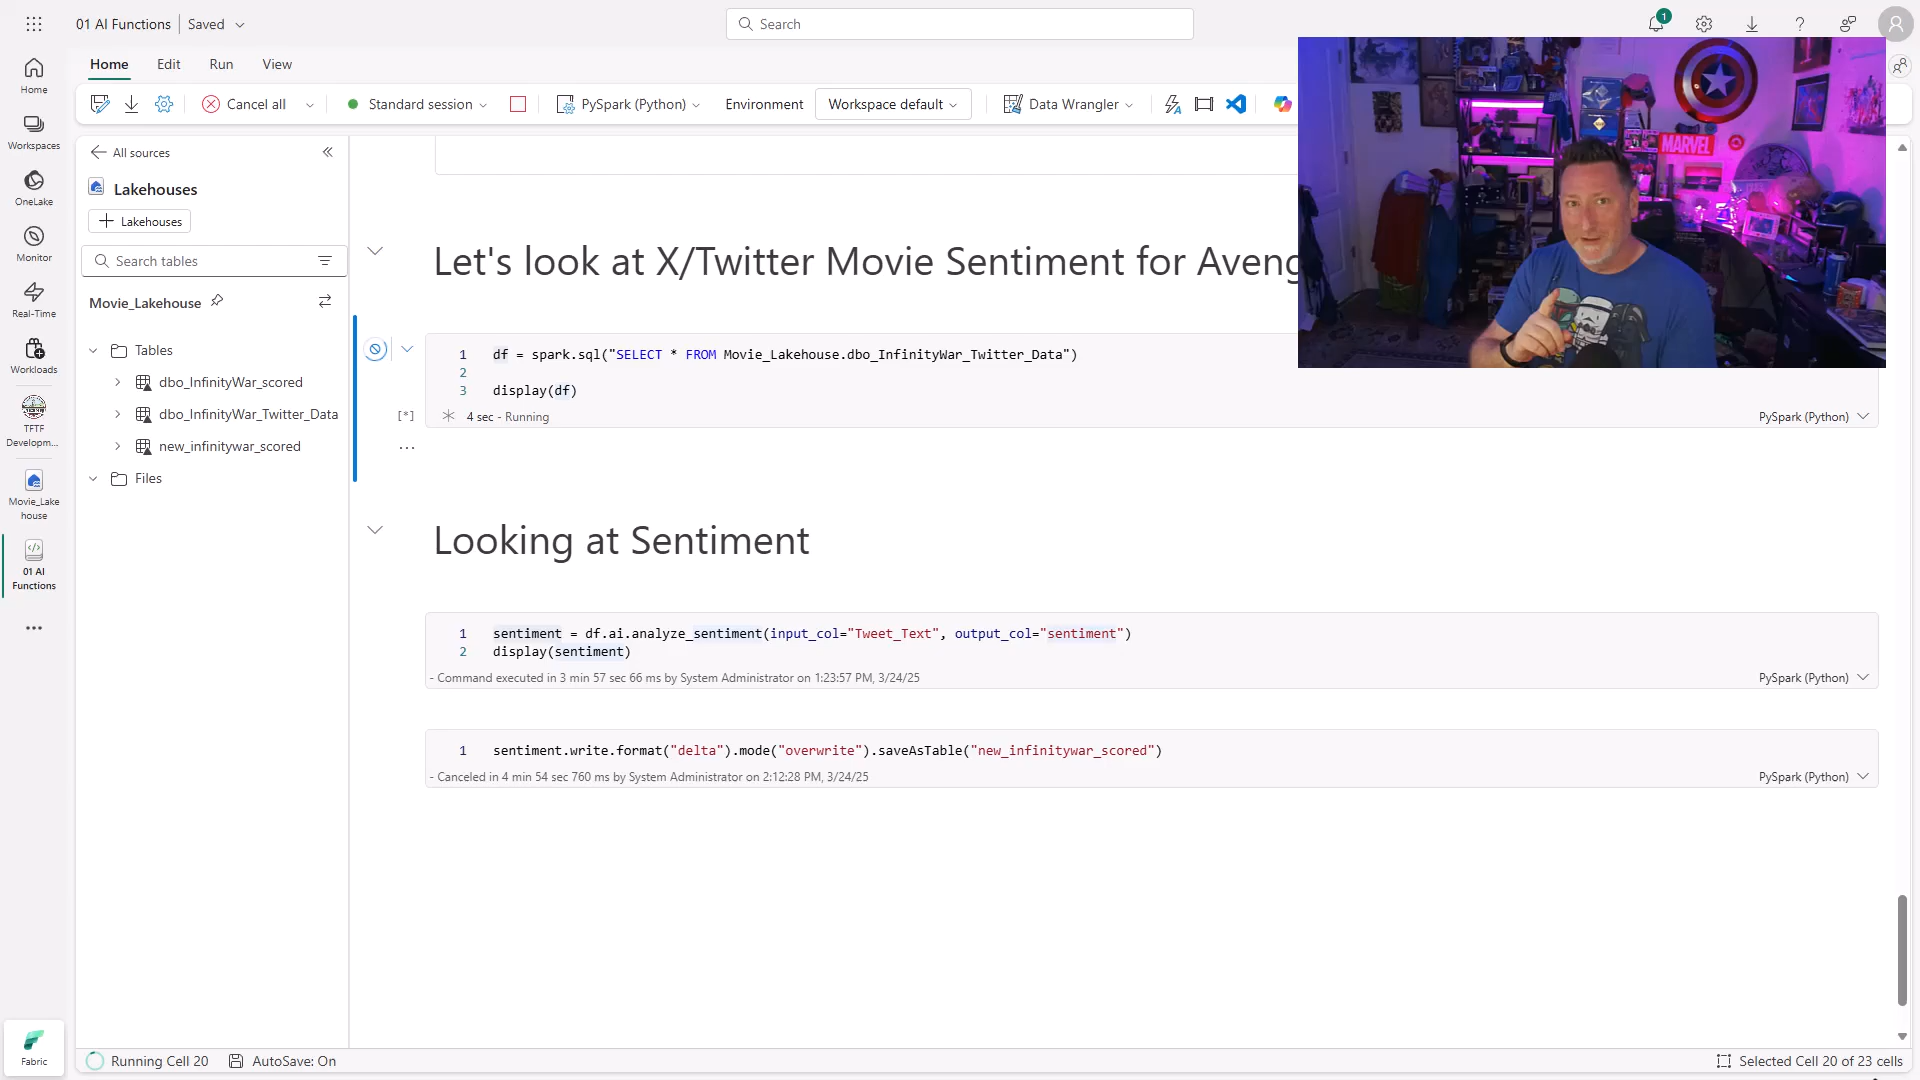 01 AI Functions
Saved
Search
1
Home
Edit
Run
View
Cancel all
Standard session
PySpark (Python)
Environment
Workspace default
Data Wrangler
Home
Workspaces
OneLake
Monitor
Real-Time
Workloads
TFTF
Developm...
Movie_Lake
house
01 AI
Functions
Fabric
All sources
Lakehouses
Lakehouses
Search tables
Movie_Lakehouse
Tables
dbo_InfinityWar_scored
dbo_InfinityWar_Twitter_Data
new_infinitywar_scored
Files
MARVEL
Let's look at X/Twitter Movie Sentiment for Aveng
1 df = spark.sql("SELECT * FROM Movie_Lakehouse.dbo_InfinityWar_Twitter_Data")
2
3 display(df)
[*]
4 sec - Running
PySpark (Python)
...
Looking at Sentiment
1 sentiment = df.ai.analyze_sentiment(input_col="Tweet_Text", output_col="sentiment")
2 display(sentiment)
- Command executed in 3 min 57 sec 66 ms by System Administrator on 1:23:57 PM, 3/24/25
PySpark (Python)
1 sentiment.write.format("delta").mode("overwrite").saveAsTable("new_infinitywar_scored")
- Canceled in 4 min 54 sec 760 ms by System Administrator on 2:12:28 PM, 3/24/25
PySpark (Python)
Running Cell 20
AutoSave: On
Selected Cell 20 of 23 cells